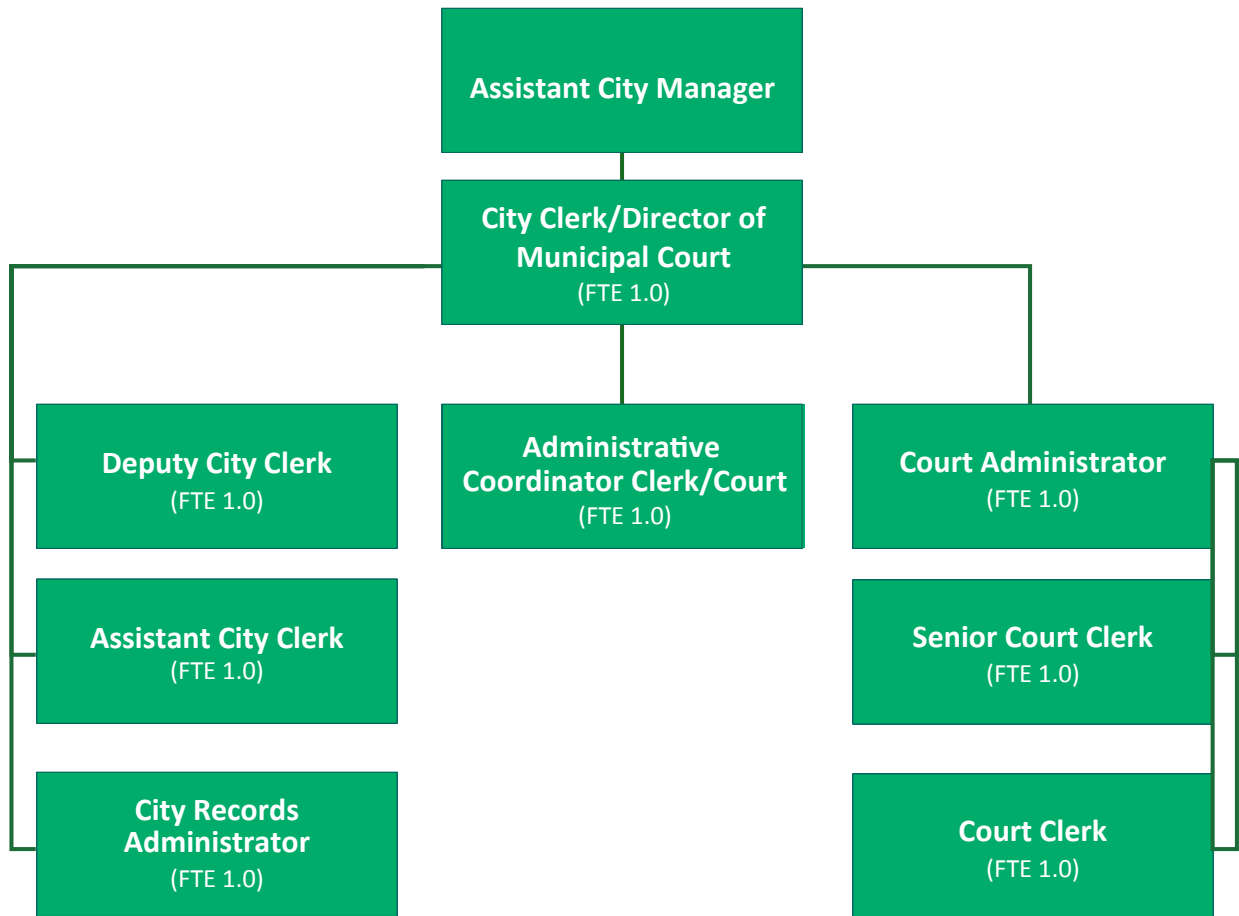 Assistant City Manager
City Clerk/Director of
Municipal Court
(FTE 1.0)
Deputy City Clerk
(FTE 1.0)
Administrative
Coordinator Clerk/Court
(FTE 1.0)
Court Administrator
(FTE 1.0)
Assistant City Clerk
(FTE 1.0)
Senior Court Clerk
(FTE 1.0)
City Records
Administrator
(FTE 1.0)
Court Clerk
(FTE 1.0)